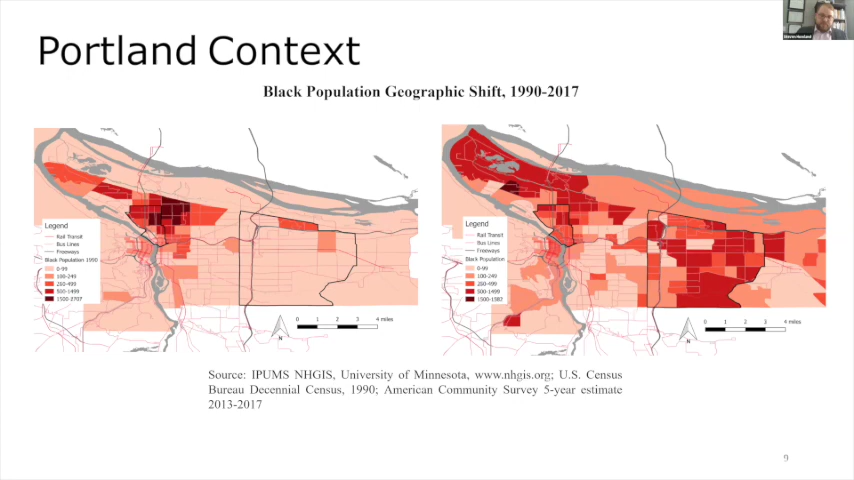 Portland Context
Black Population Geographic Shift, 1990-2017
Legend
Rail Transit
Bus Lines
Freeways
Black Population 1990
0-99
100-249
250-499
500-1499
1500-2707
0 1 2 3 4 miles
N
Legend
Rail Transit
Bus Lines
Freeways
Black Population
0-99
100-249
250-499
500-1499
0 1 2 3 4 miles
N
Source: IPUMS NHGIS, University of Minnesota, www.nhgis.org; U.S. Census
Bureau Decennial Census, 1990; American Community Survey 5-year estimate
2013-2017
9